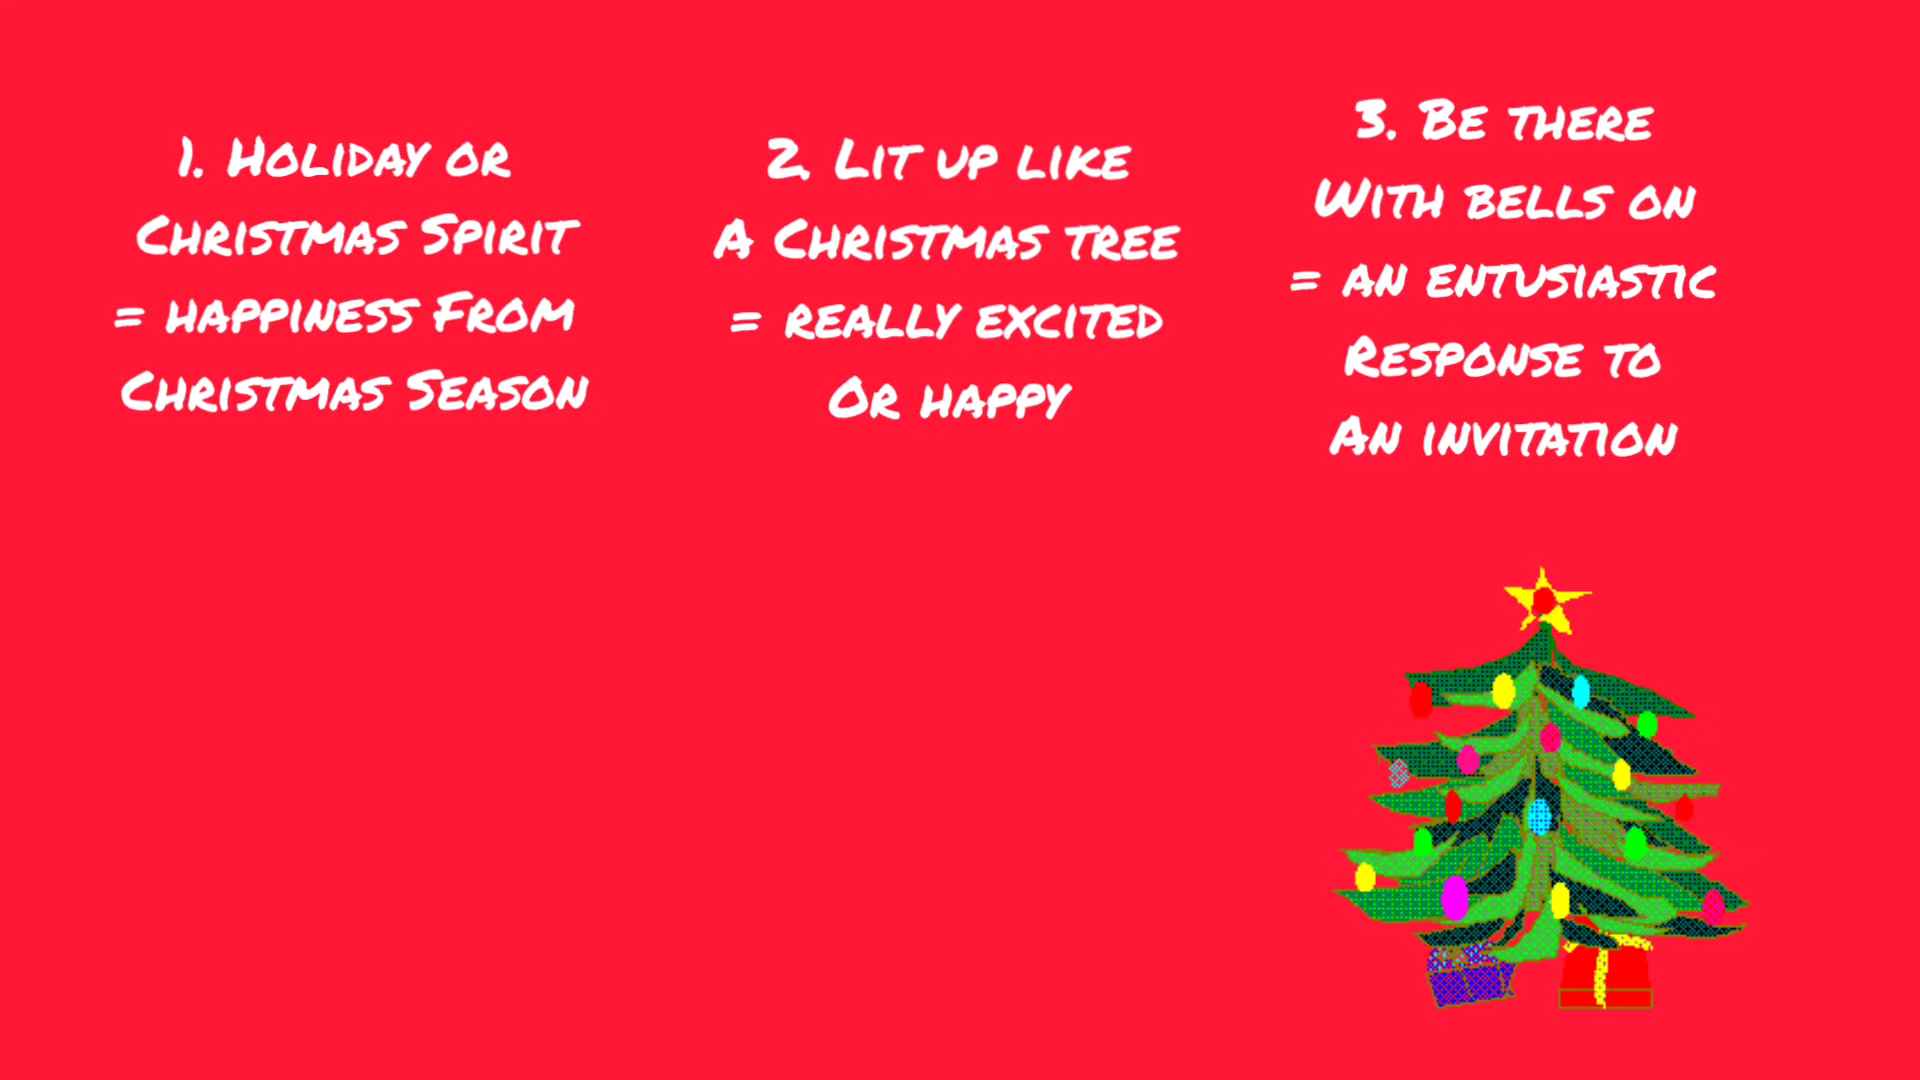 1. Holiday or
Christmas Spirit
= happiness From
Christmas Season
2. Lit up like
A Christmas tree
= really excited
Or happy
3. Be there
With bells on
= an entusiastic
Response to
An invitation